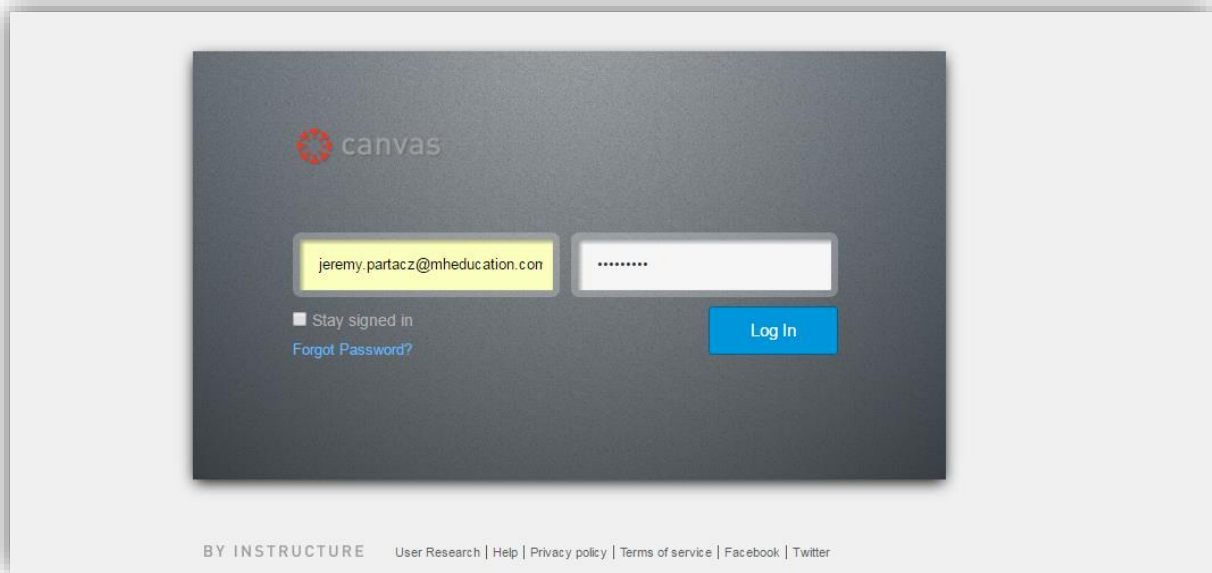 canvas
jeremy.partacz@mheducation.com
•••••••••
Stay signed in
Log In
Forgot Password?
BY INSTRUCTURE User Research | Help | Privacy policy | Terms of service | Facebook | Twitter